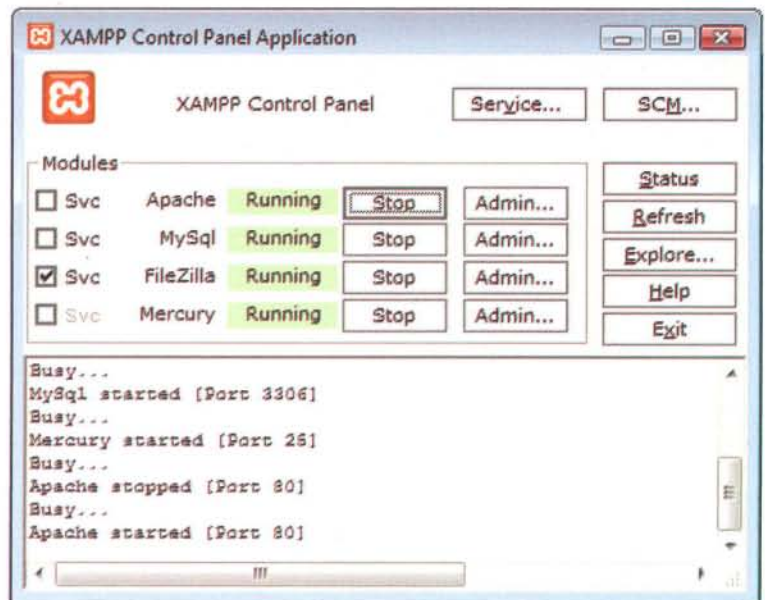 XAMPP Control Panel Application
XAMPP Control Panel Service... SCM...
Modules
Status
Svc Apache Running Stop Admin...
Refresh
Svc MySql Running Stop Admin...
Explore...
Svc FileZilla Running Stop Admin...
Help
Svc Mercury Running Stop Admin...
Exit
Busy...
MySql started [Port 3306]
Busy...
Mercury started [Port 25]
Busy...
Apache stopped [Port 80]
Busy...
Apache started [Port 80]